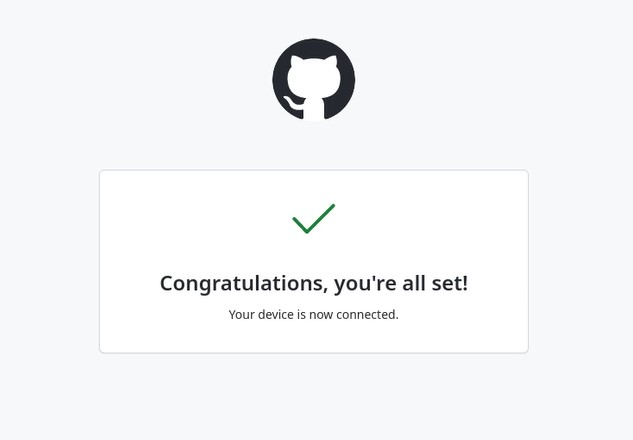 Congratulations, you're all set!
Your device is now connected.